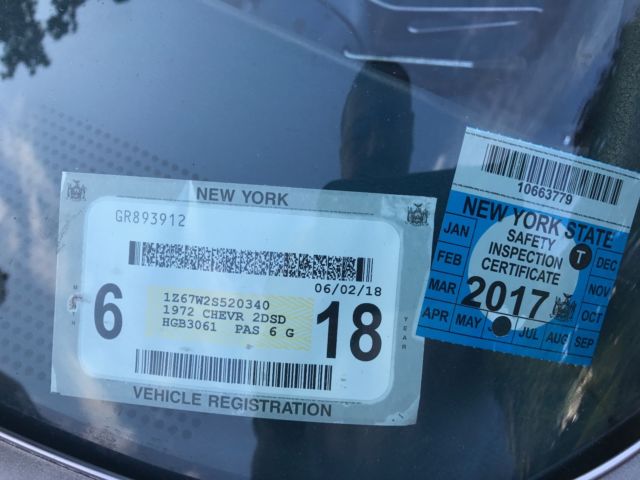 NEW YORK
GR893912
06/02/18
6
1Z67W2S520340
1972 CHEVR 2DSD
HGB3061 PAS 6 G
18
YEAR
VEHICLE REGISTRATION
10663779
NEW YORK STATE
SAFETY
INSPECTION
CERTIFICATE
T
2017
JAN
FEB
MAR
APR
MAY
JUL
AUG
SEP
OCT
NOV
DEC